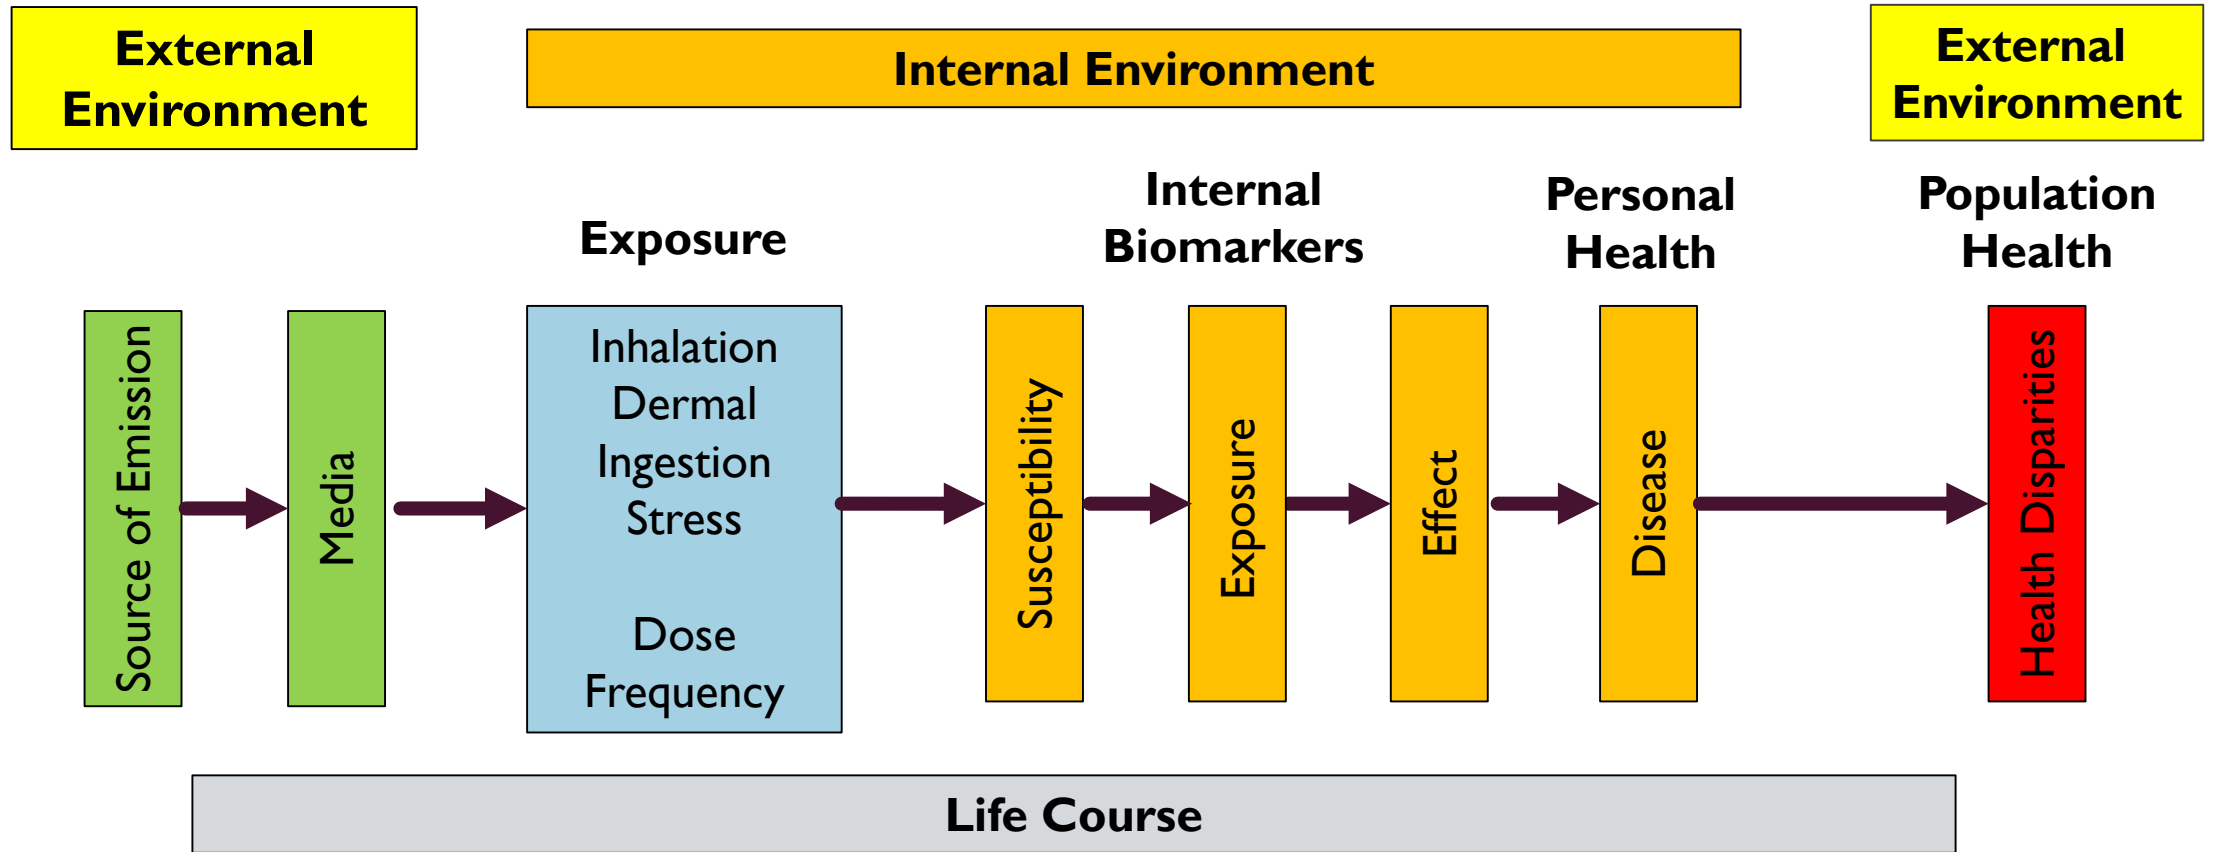 External
Environment
Internal Environment
External
Environment
Exposure
Internal
Biomarkers
Personal
Health
Population
Health
Source of Emission
Media
Inhalation
Dermal
Ingestion
Stress
Dose
Frequency
Susceptibility
Exposure
Effect
Disease
Health Disparities
Life Course